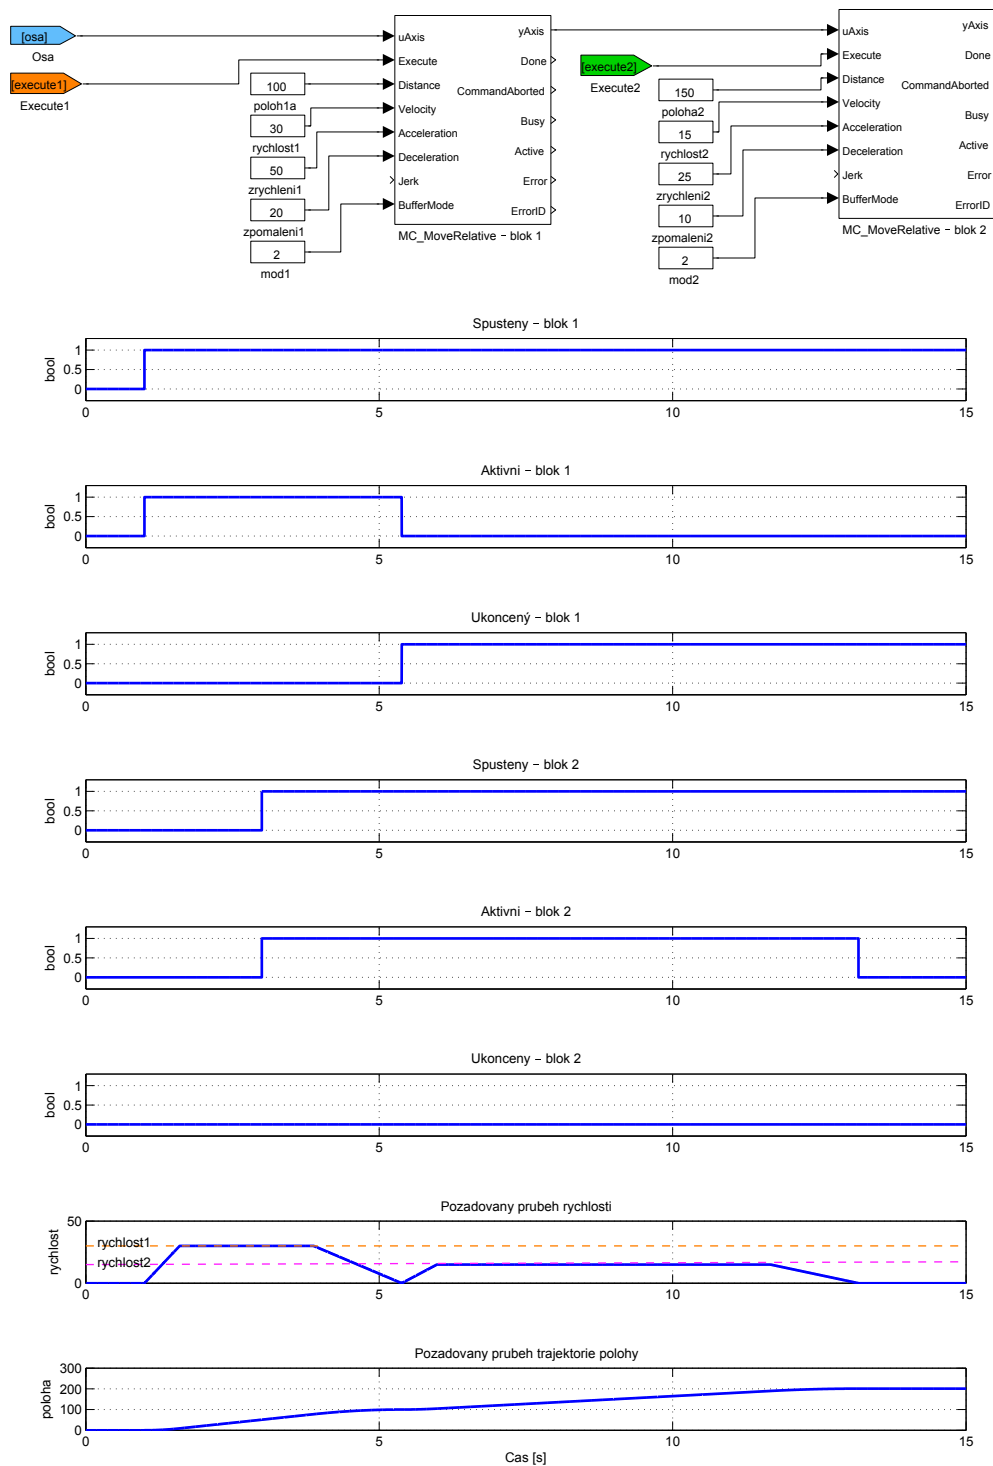 [osa]
Osa
[execute1]
Execute1
100
poloh1a
30
rychlost1
50
zrychleni1
20
zpomaleni1
2
mod1
uAxis
Execute
Distance
Velocity
Acceleration
Deceleration
Jerk
BufferMode
yAxis
Done
CommandAborted
Busy
Active
Error
ErrorID
MC_MoveRelative − blok 1
[execute2]
Execute2
150
poloha2
15
rychlost2
25
zrychleni2
10
zpomaleni2
2
mod2
uAxis
Execute
Distance
Velocity
Acceleration
Deceleration
Jerk
BufferMode
yAxis
Done
CommandAborted
Busy
Active
Error
ErrorID
MC_MoveRelative − blok 2
Spusteny − blok 1
bool
1
0.5
0
0 5 10 15
Aktivni − blok 1
bool
1
0.5
0
0 5 10 15
Ukoncený − blok 1
bool
1
0.5
0
0 5 10 15
Spusteny − blok 2
bool
1
0.5
0
0 5 10 15
Aktivni − blok 2
bool
1
0.5
0
0 5 10 15
Ukonceny − blok 2
bool
1
0.5
0
0 5 10 15
Pozadovany prubeh rychlosti
rychlost
50
0
rychlost1
rychlost2
0 5 10 15
Pozadovany prubeh trajektorie polohy
poloha
300
200
100
0
0 5 10 15
Cas [s]